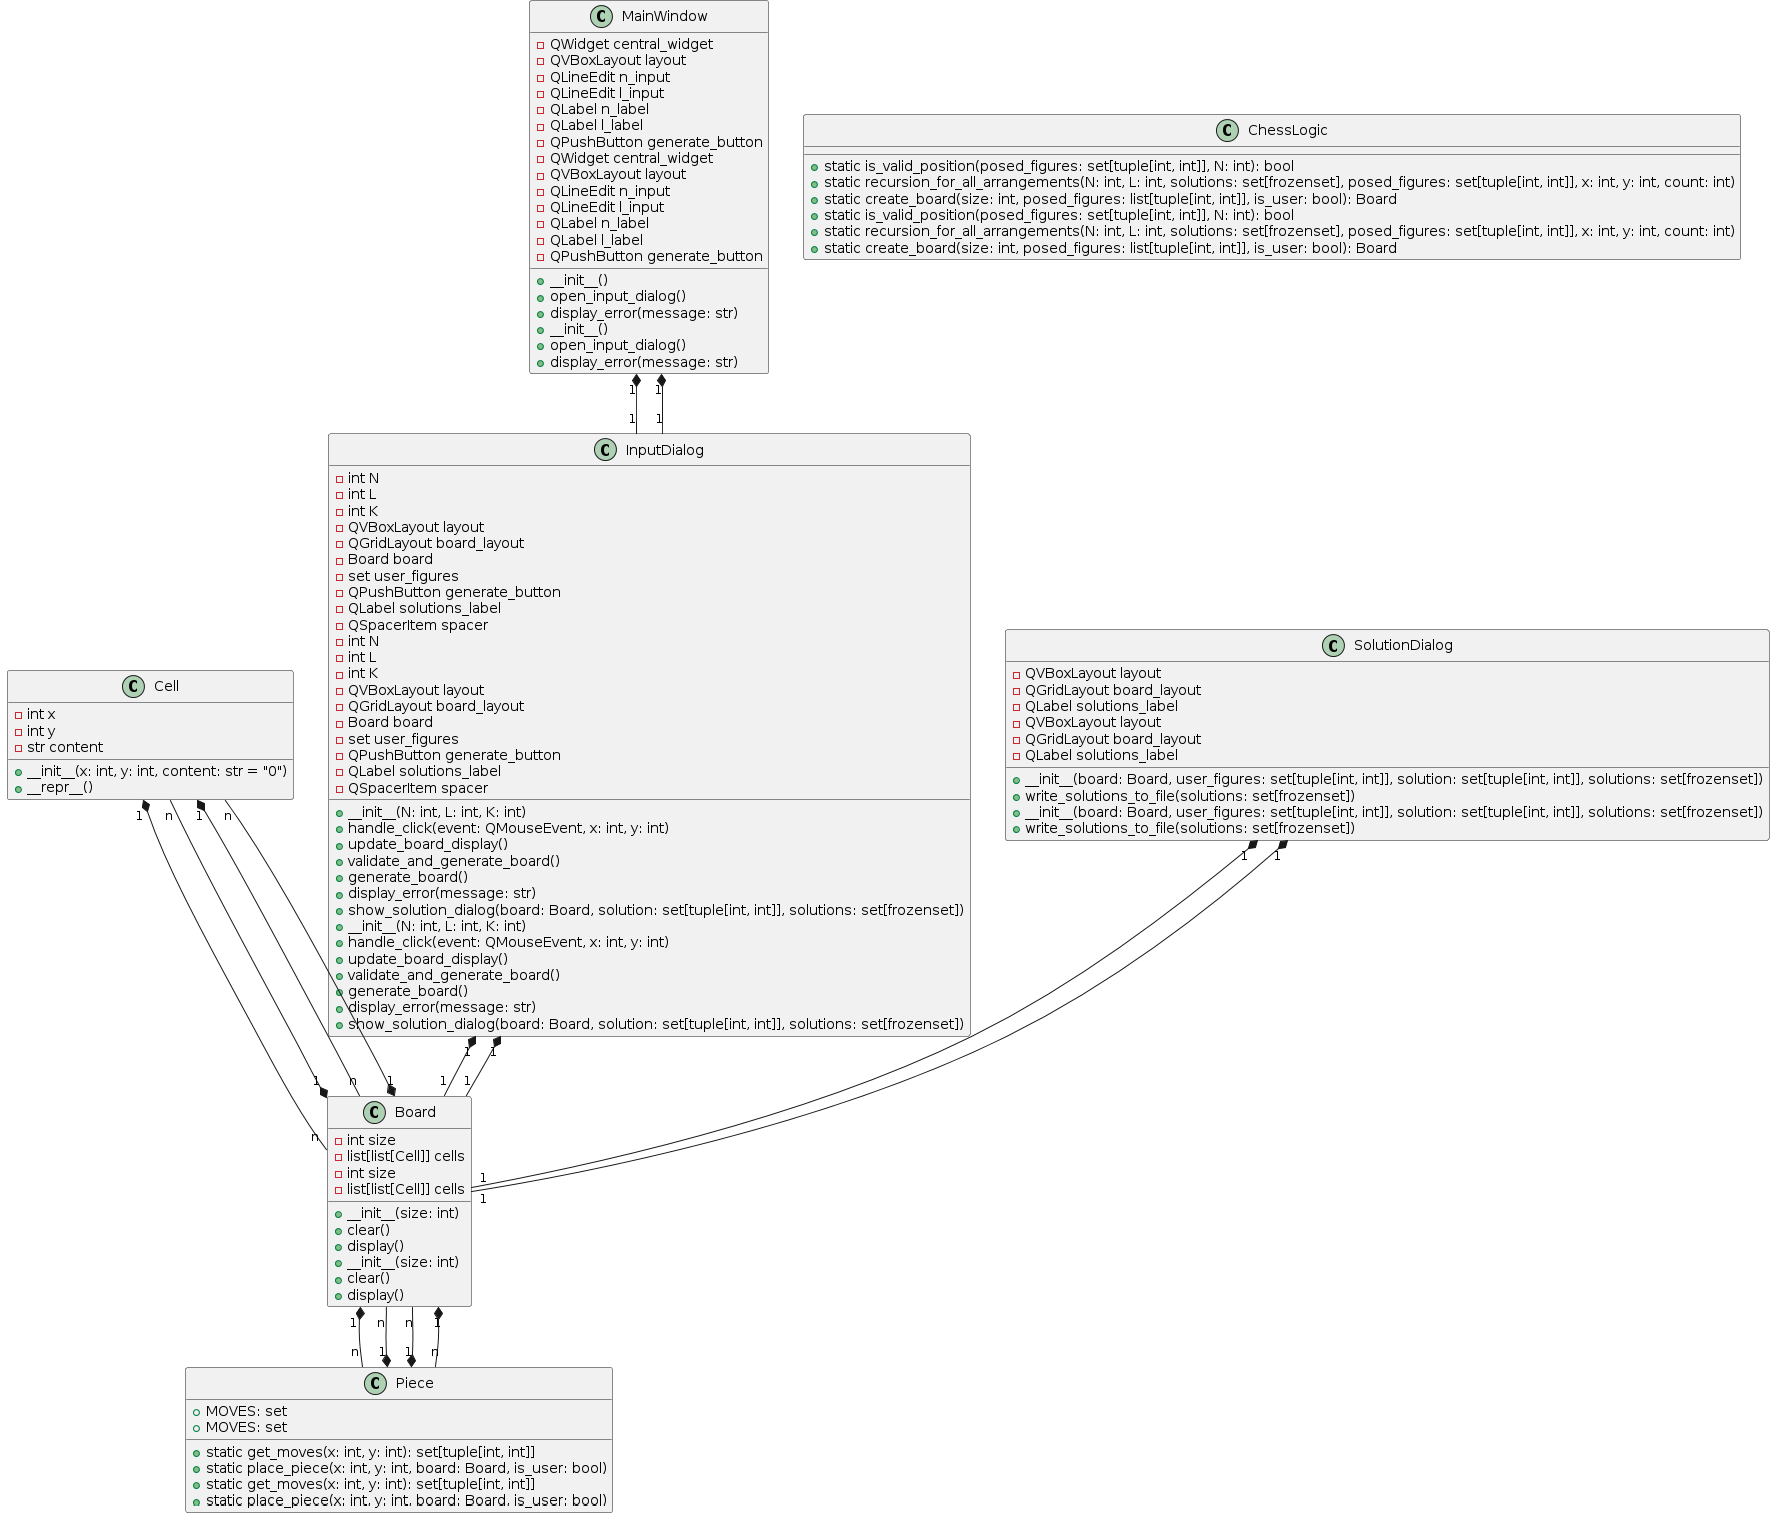 C MainWindow
QWidget central_widget
QVBoxLayout layout
QLineEdit n_input
QLineEdit l_input
QLabel n_label
QLabel l_label
QPushButton generate_button
QWidget central_widget
QVBoxLayout layout
QLineEdit n_input
QLineEdit l_input
QLabel n_label
QLabel l_label
QPushButton generate_button
__init__()
open_input_dialog()
display_error(message: str)
__init__()
open_input_dialog()
display_error(message: str)
C ChessLogic
static is_valid_position(posed_figures: set[tuple[int, int]], N: int): bool
static recursion_for_all_arrangements(N: int, L: int, solutions: set[frozenset], posed_figures: set[tuple[int, int]], x: int, y: int, count: int)
static create_board(size: int, posed_figures: list[tuple[int, int]], is_user: bool): Board
static is_valid_position(posed_figures: set[tuple[int, int]], N: int): bool
static recursion_for_all_arrangements(N: int, L: int, solutions: set[frozenset], posed_figures: set[tuple[int, int]], x: int, y: int, count: int)
static create_board(size: int, posed_figures: list[tuple[int, int]], is_user: bool): Board
1 1
1 1
C InputDialog
int N
int L
int K
QVBoxLayout layout
QGridLayout board_layout
Board board
set user_figures
QPushButton generate_button
QLabel solutions_label
QSpacerItem spacer
int N
int L
int K
QVBoxLayout layout
QGridLayout board_layout
Board board
set user_figures
QPushButton generate_button
QLabel solutions_label
QSpacerItem spacer
__init__(N: int, L: int, K: int)
handle_click(event: QMouseEvent, x: int, y: int)
update_board_display()
validate_and_generate_board()
generate_board()
display_error(message: str)
show_solution_dialog(board: Board, solution: set[tuple[int, int]], solutions: set[frozenset])
__init__(N: int, L: int, K: int)
handle_click(event: QMouseEvent, x: int, y: int)
update_board_display()
validate_and_generate_board()
generate_board()
display_error(message: str)
show_solution_dialog(board: Board, solution: set[tuple[int, int]], solutions: set[frozenset])
C SolutionDialog
QVBoxLayout layout
QGridLayout board_layout
QLabel solutions_label
QVBoxLayout layout
QGridLayout board_layout
QLabel solutions_label
__init__(board: Board, user_figures: set[tuple[int, int]], solution: set[tuple[int, int]], solutions: set[frozenset])
write_solutions_to_file(solutions: set[frozenset])
__init__(board: Board, user_figures: set[tuple[int, int]], solution: set[tuple[int, int]], solutions: set[frozenset])
write_solutions_to_file(solutions: set[frozenset])
C Cell
int x
int y
str content
__init__(x: int, y: int, content: str = "0")
__repr__()
1 n 1 n
1 1
1 1
1 n 1 1 1
n
1
1
C Board
int size
list[list[Cell]] cells
int size
list[list[Cell]] cells
__init__(size: int)
clear()
display()
__init__(size: int)
clear()
display()
1 n n 1
n 1 1 n
C Piece
MOVES: set
MOVES: set
static get_moves(x: int, y: int): set[tuple[int, int]]
static place_piece(x: int, y: int, board: Board, is_user: bool)
static get_moves(x: int, y: int): set[tuple[int, int]]
static place_piece(x: int, y: int, board: Board, is_user: bool)